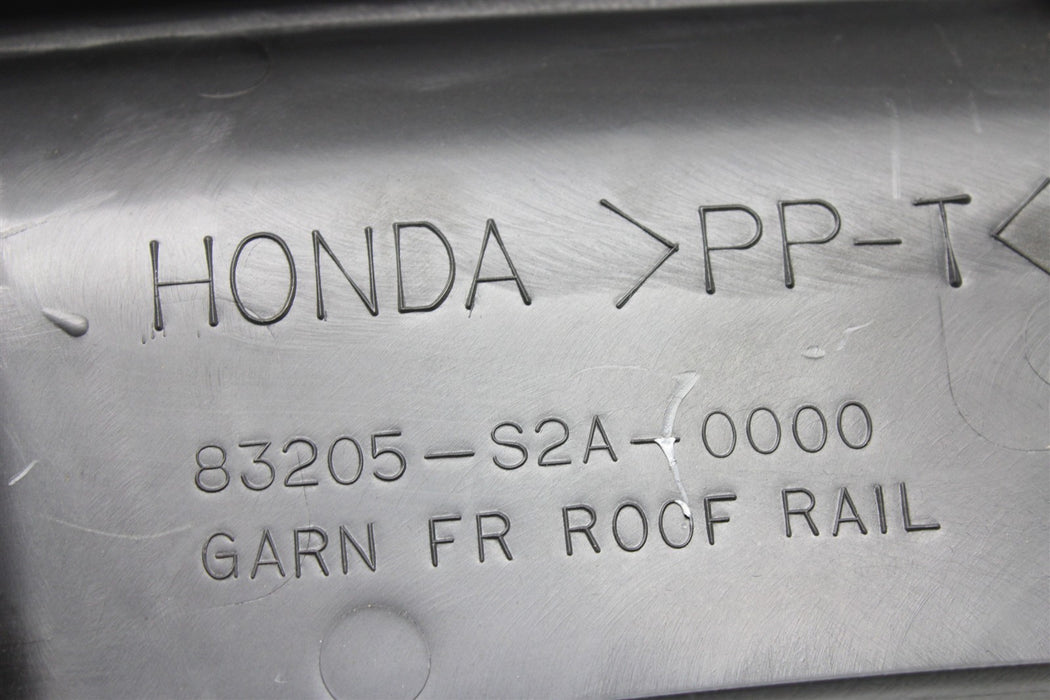 HONDA >PP-T<
83205-S2A-0000
GARN FR ROOF RAIL